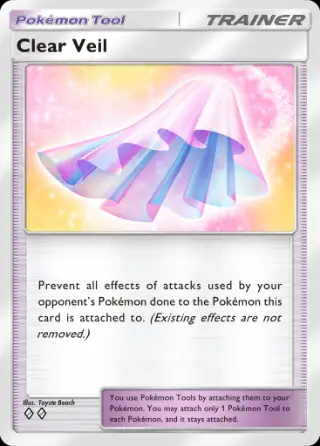 Pokémon Tool
TRAINER
Clear Veil
Prevent all effects of attacks used by your
opponent's Pokémon done to the Pokémon this
card is attached to. (Existing effects are not
removed.)
Illus. Toyste Beach
You use Pokémon Tools by attaching them to your
Pokémon. You may attach only 1 Pokémon Tool to
each Pokémon, and it stays attached.